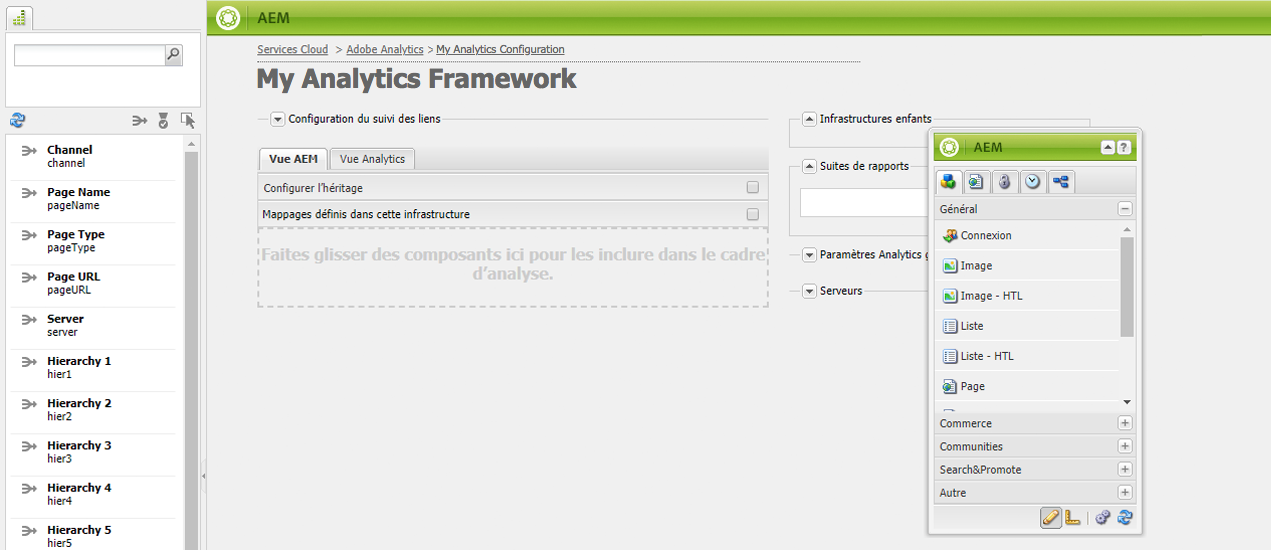 AEM
Services Cloud > Adobe Analytics > My Analytics Configuration
My Analytics Framework
Channel
channel
Page Name
pageName
Page Type
pageType
Page URL
pageURL
Server
server
Hierarchy 1
hier1
Hierarchy 2
hier2
Hierarchy 3
hier3
Hierarchy 4
hier4
Hierarchy 5
hier5
Configuration du suivi des liens
Vue AEM
Vue Analytics
Configurer l’héritage
Mappages définis dans cette infrastructure
Faites glisser des composants ici pour les inclure dans le cadre
d’analyse.
Infrastructures enfants
Suites de rapports
Paramètres Analytics
Serveurs
AEM
?
Général
Connexion
Image
Image - HTL
Liste
Liste - HTL
Page
Commerce
Communities
Search&Promote
Autre